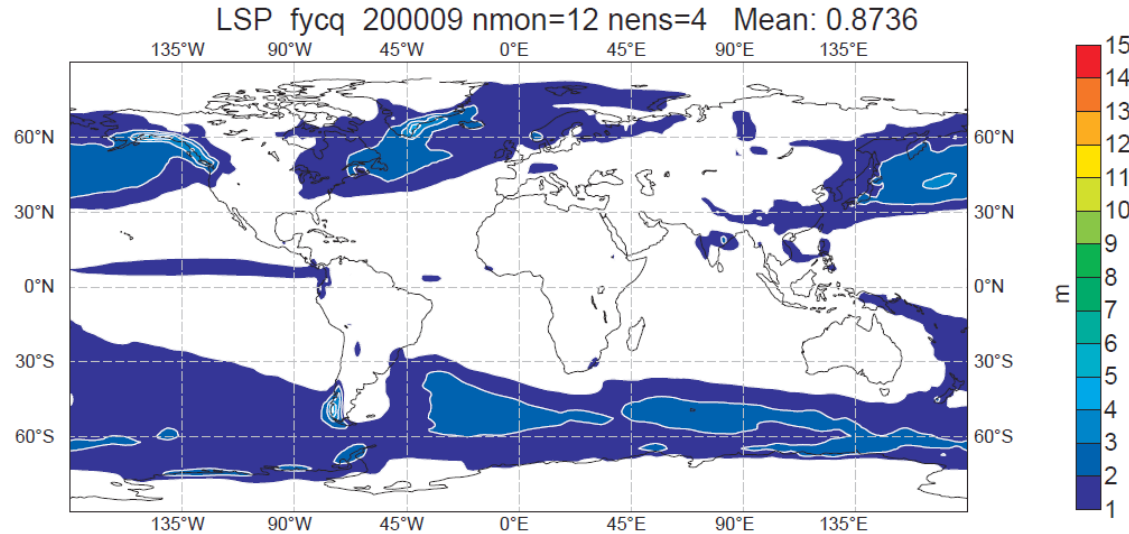 LSP fycq 200009 nmon=12 nens=4 Mean: 0.8736
135°W 90°W 45°W 0°E 45°E 90°E 135°E
60°N 60°N
30°N 30°N
0°N 0°N
30°S 30°S
60°S 60°S
135°W 90°W 45°W 0°E 45°E 90°E 135°E
15
14
13
12
11
10
9
8
7
6
5
4
3
2
1
m